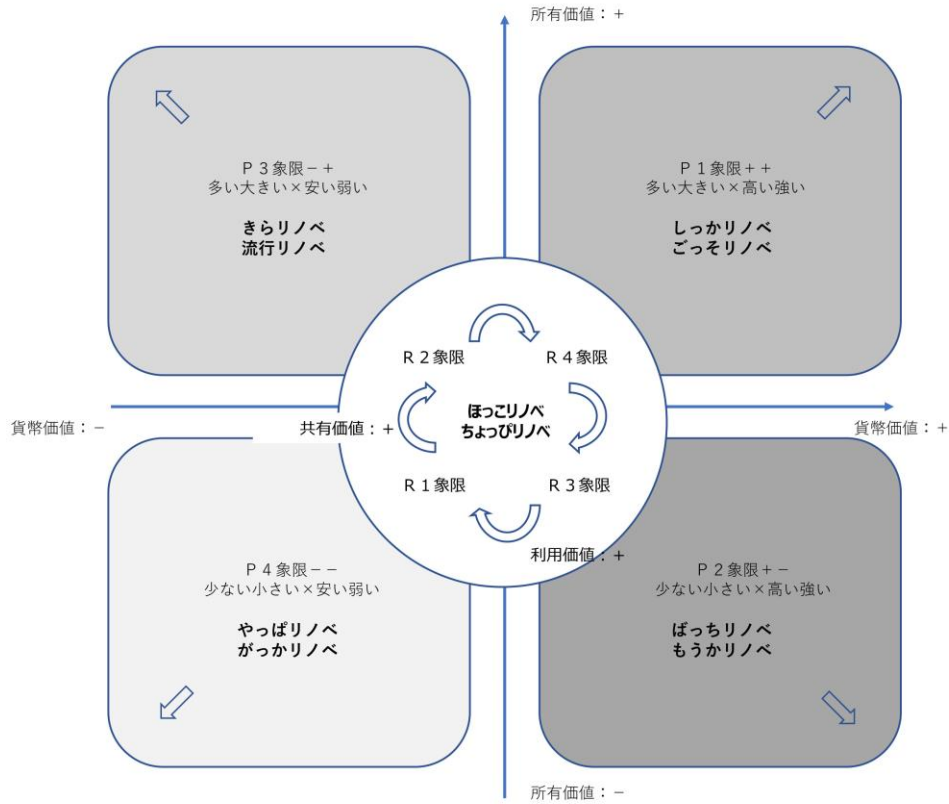 所有価値：＋
P３象限－＋
多い大きい×安い弱い
きらリノベ
流行リノベ
P１象限＋＋
多い大きい×高い強い
しっかリノベ
ごっそリノベ
R２象限
R４象限
ほっこリノベ
ちょっぴリノベ
貨幣価値：－
共有価値：＋
貨幣価値：＋
R１象限
R３象限
利用価値：＋
P４象限－－
少ない小さい×安い弱い
やっぱリノベ
がっかリノベ
P２象限＋－
少ない小さい×高い強い
ばっちリノベ
もうかリノベ
所有価値：－